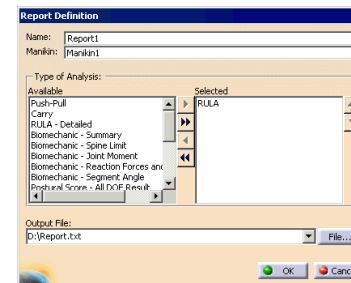 Report Definition
Name: Report1
Manikin: Manikin1
Type of Analysis:
Available Selected
Push-Pull RULA
Carry
RULA - Detailed
Biomechanic - Summary
Biomechanic - Spine Limit
Biomechanic - Joint Moment
Biomechanic - Reaction Forces and
Biomechanic - Segment Angle
Postural Score - All DOF Result
Output File:
D:\Report.txt File...
OK Canc